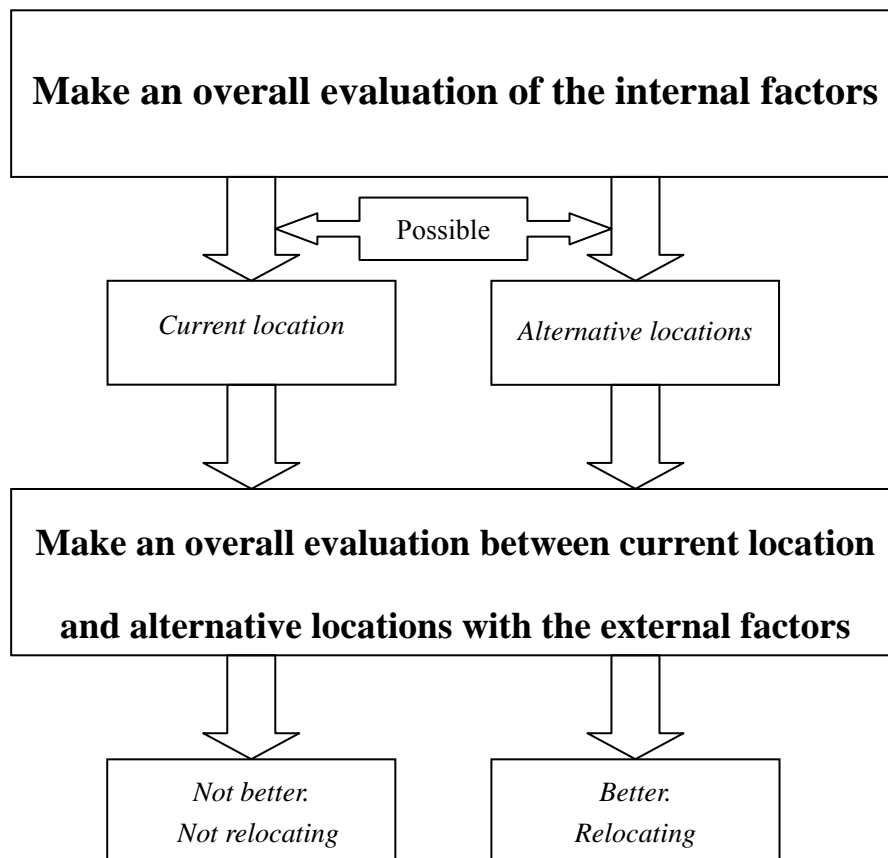 Make an overall evaluation of the internal factors
Possible
Current location
Alternative locations
Make an overall evaluation between current location
and alternative locations with the external factors
Not better.
Not relocating
Better.
Relocating